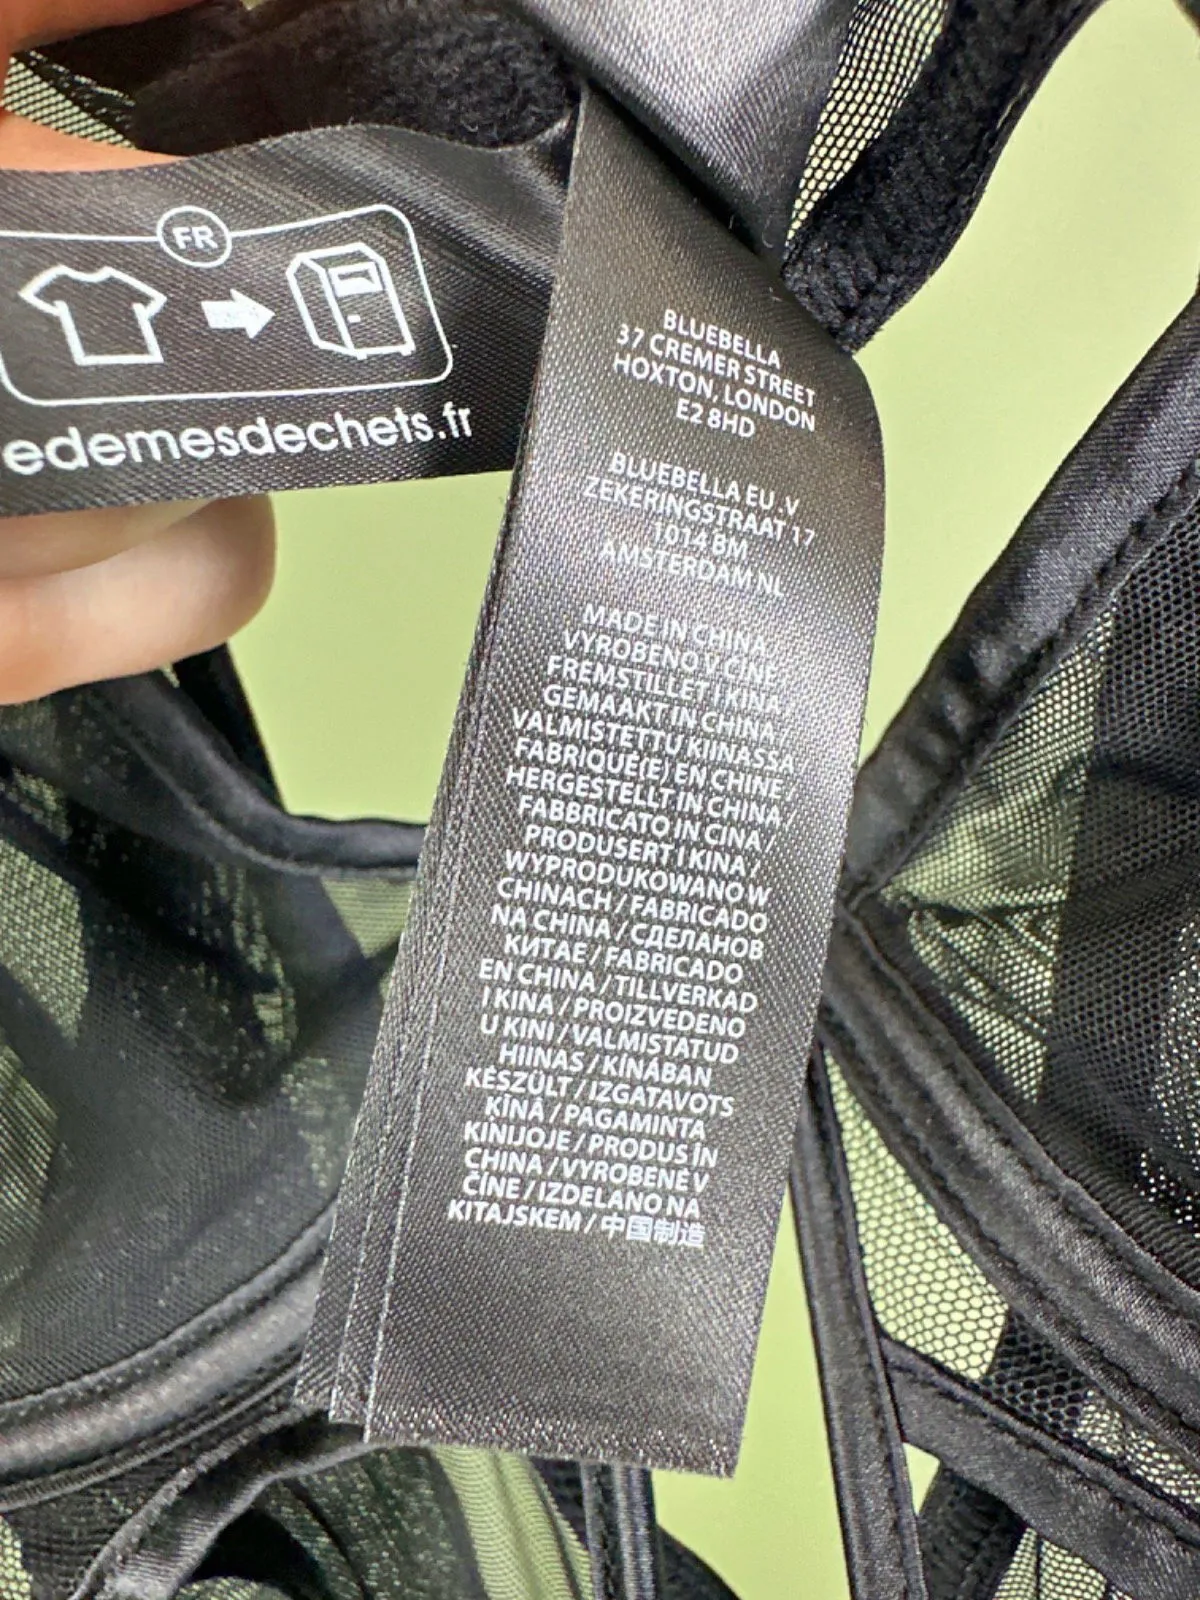 FR
edemesdechets.fr
BLUEBELLA
37 CREMER STREET
HOXTON, LONDON
E2 8HD
BLUEBELLA EU .V
ZEKERINGSTRAAT 17
1014 BM
AMSTERDAM NL
MADE IN CHINA
VYROBENO V ČÍNĚ
FREMSTILLET I KINA
GEMAAKT IN CHINA
VALMISTETTU KIINASSA
FABRIQUÉ(E) EN CHINE /
HERGESTELLT IN CHINA /
FABBRICATO IN CINA /
PRODUSERT I KINA /
WYPRODUKOWANO W
CHINACH / FABRICADO
NA CHINA / СДЕЛАНОВ
КИТАЕ / FABRICADO
EN CHINA / TILLVERKAD
I KINA / PROIZVEDENO
U KINI / VALMISTATUD
HIINAS / KÍNÁBAN
KÉSZÜLT / IZGATAVOTS
ĶĪNĀ / PAGAMINTA
KINIJOJE / PRODUS ÎN
CHINA / VYROBENÉ V
ČÍNE / IZDELANO NA
KITAJSKEM / 中国制造